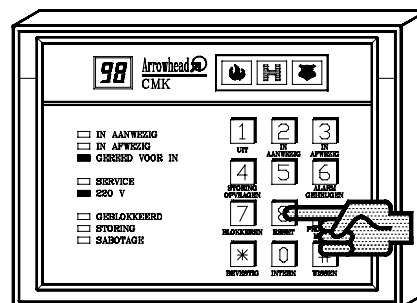 98 Arrowhead
CMK
IN AANWEZIG
IN AFWEZIG
GEREED VOOR IN
SERVICE
220 V
GEBLOKKEERD
STORING
SABOTAGE
1 2 3
UIT IN AANWEZIG IN AFWEZIG
4 5 6
STORING OPVRAGEN ALARM GEHEUGEN
7 8
BLOKKEREN RESET
* 0 #
BEVESTIG INTERN WISSEN